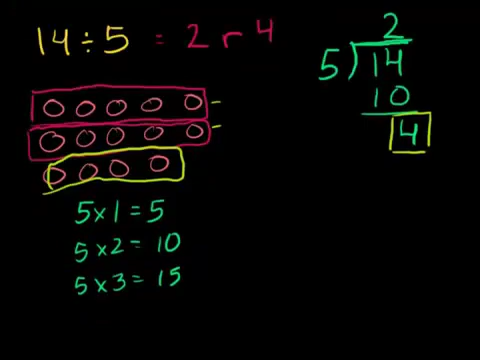 14 ÷ 5 = 2 r 4
5 x 1 = 5
5 x 2 = 10
5 x 3 = 15
2
5 ) 14
10
4